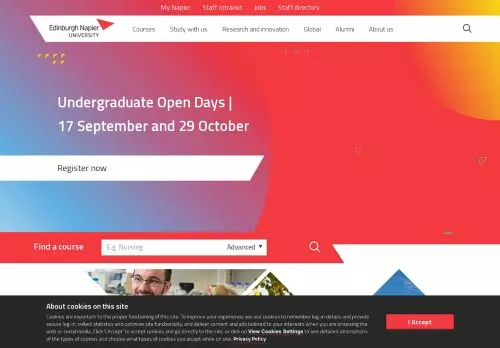 My Napier Staff Intranet Jobs Staff directory
Edinburgh Napier
UNIVERSITY
Courses Study with us Research and innovation Global Alumni About us
Undergraduate Open Days |
17 September and 29 October
Register now
Find a course
E.g. Nursing
Advanced
About cookies on this site
Cookies are important to the proper functioning of this site. To improve your experience, we use cookies to remember log-in details and provide
secure log-in, collect statistics and optimise site functionality, and deliver content and ads tailored to your interests when you are browsing the
web or social media. Click 'I Accept' to accept cookies and go directly to the site, or click on View Cookies Settings to see detailed descriptions
of the types of cookies and choose what types of cookies you accept while on site. Privacy Policy
I Accept